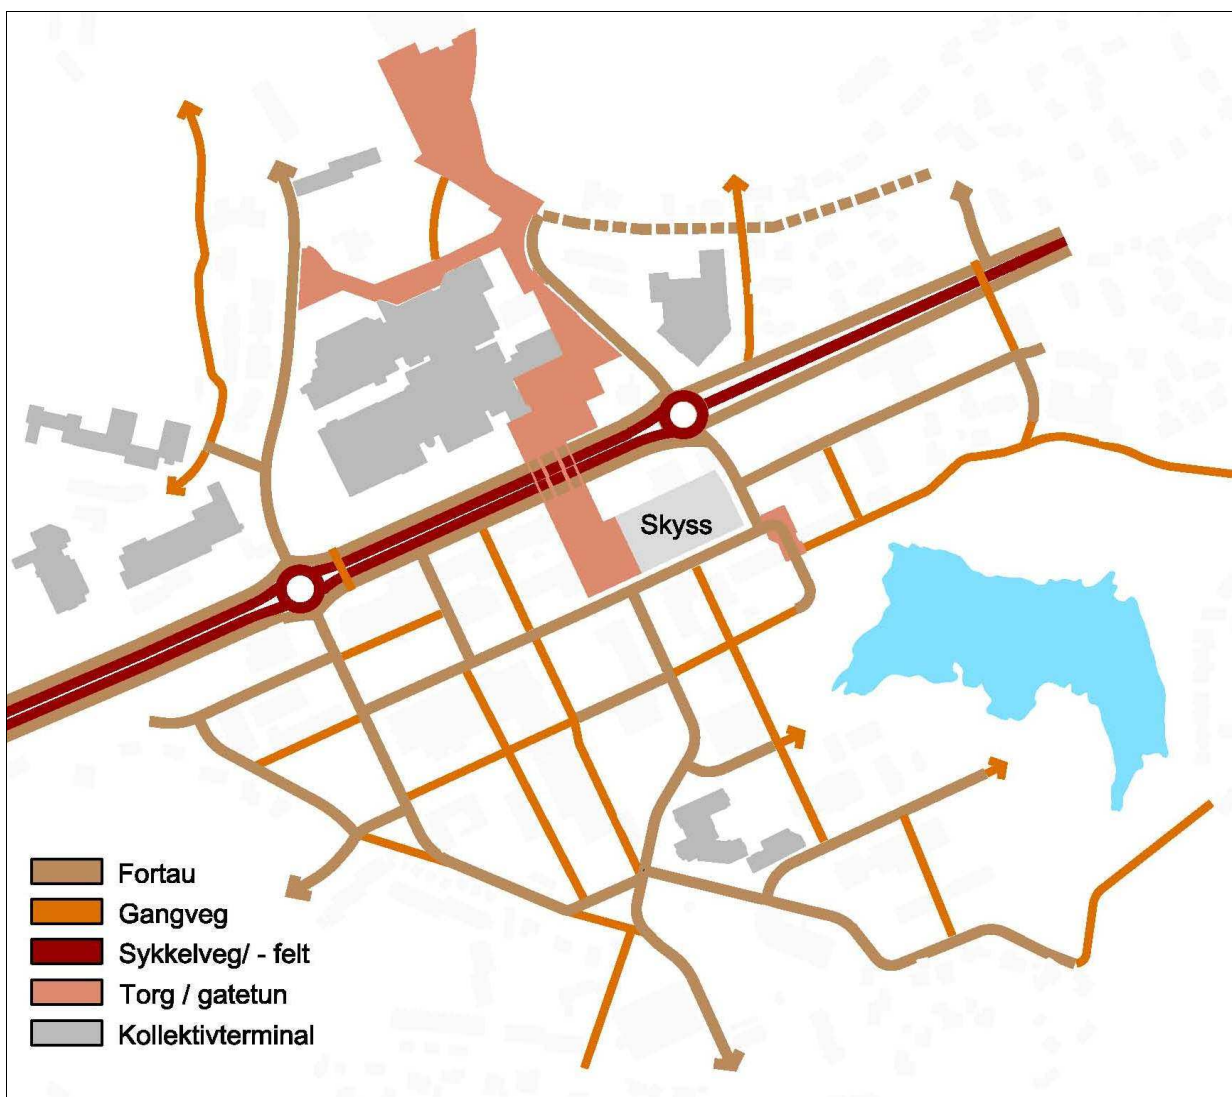 Skyss
Fortau
Gangveg
Sykkelveg/ - felt
Torg / gatetun
Kollektivterminal